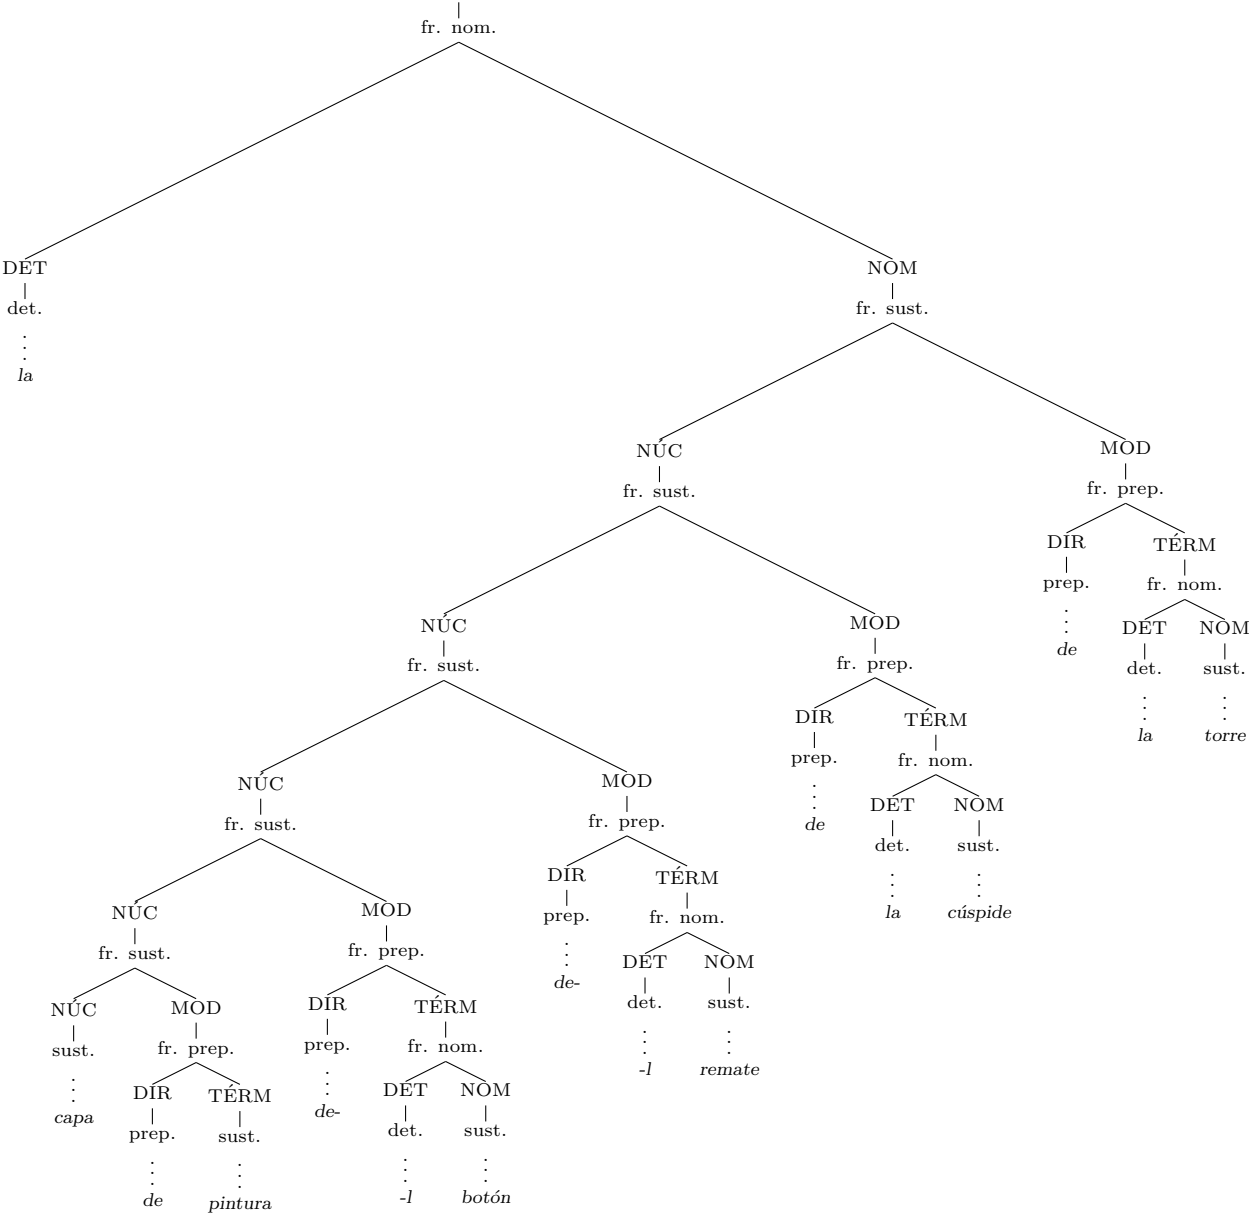 fr. nom.
DET NOM
det. fr. sust.
la
NÚC MOD
fr. sust. fr. prep.
DIR TÉRM
prep. fr. nom.
NÚC MOD DET NOM
de
fr. sust. fr. prep. det. sust.
DIR TÉRM la torre
prep. fr. nom.
NÚC MOD DET NOM
fr. sust. fr. prep. de det. sust.
DIR TÉRM
NÚC MOD prep. fr. nom. la cúspide
fr. sust. fr. prep. DET NOM
de-
NÚC MOD DIR TÉRM det. sust.
sust. fr. prep. prep. fr. nom.
-l remate
DIR TÉRM DET NOM
capa de-
prep. sust. det. sust.
de pintura -l botón